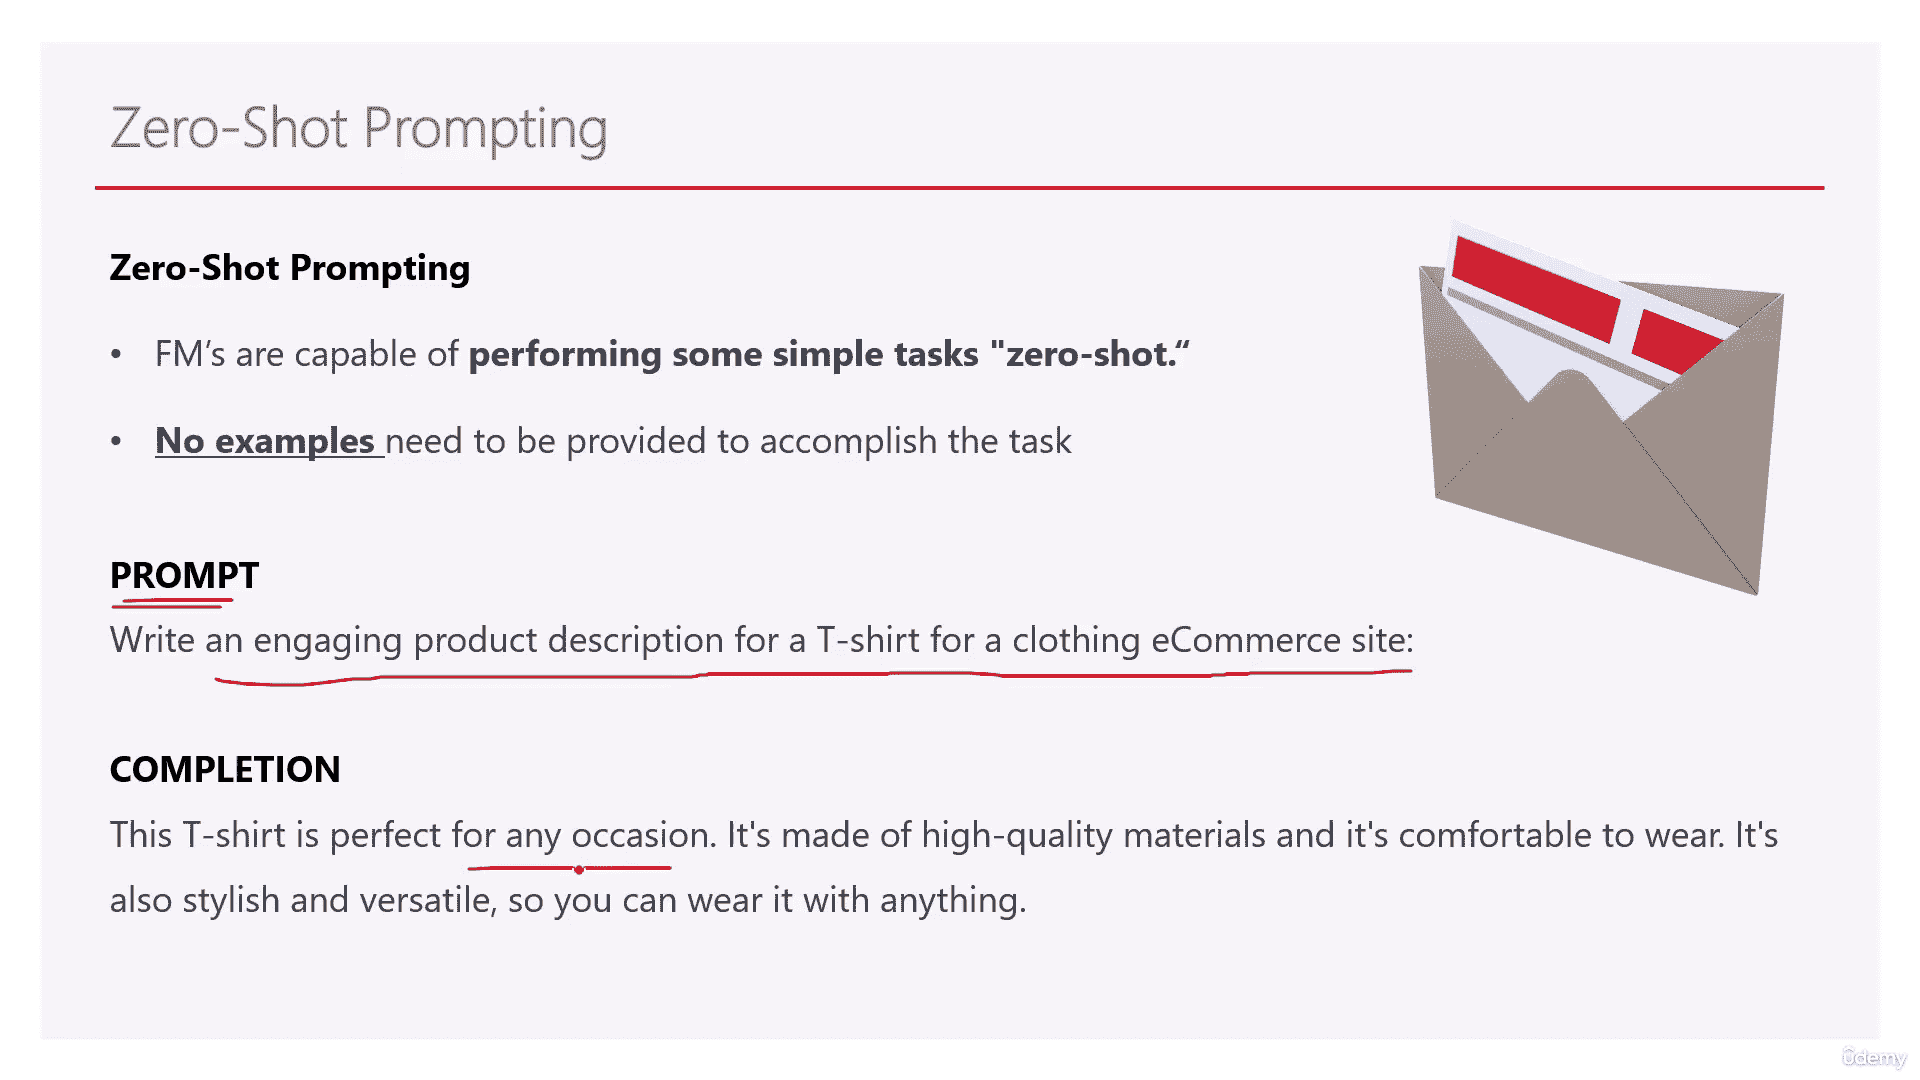 Zero-Shot Prompting
Zero-Shot Prompting
• FM’s are capable of performing some simple tasks "zero-shot.“
• No examples need to be provided to accomplish the task
PROMPT
Write an engaging product description for a T-shirt for a clothing eCommerce site:
COMPLETION
This T-shirt is perfect for any occasion. It's made of high-quality materials and it's comfortable to wear. It's
also stylish and versatile, so you can wear it with anything.
ûdemy